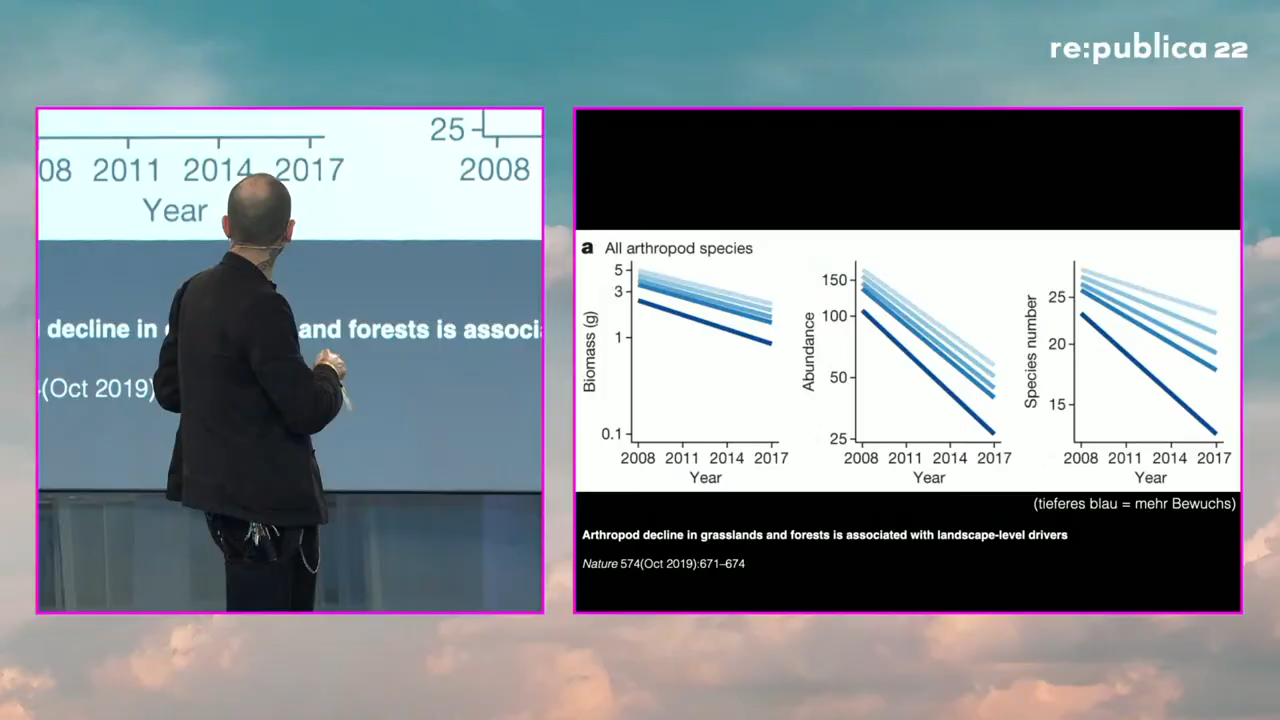 re:publica 22
25
08 2011 2014 2017
2008
Year
decline in
and forests is associ
(Oct 2019)
a All arthropod species
Biomass (g)
5
3
1
0.1
2008 2011 2014 2017
Year
Abundance
150
100
50
25
2008 2011 2014 2017
Year
Species number
25
20
15
2008 2011 2014 2017
Year
(tieferes blau = mehr Bewuchs)
Arthropod decline in grasslands and forests is associated with landscape-level drivers
Nature 574(Oct 2019):671–674